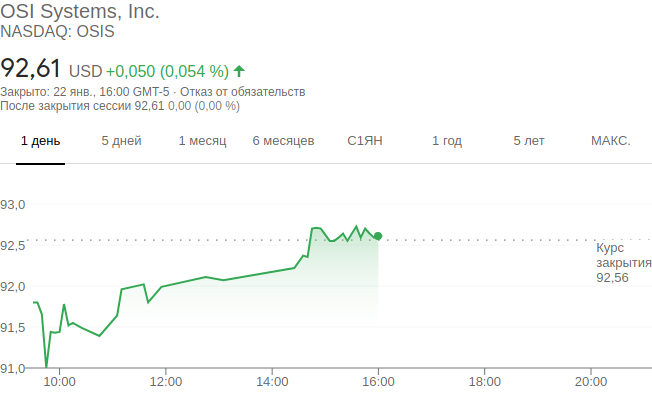 OSI Systems, Inc.
NASDAQ: OSIS
92,61 USD +0,050 (0,054 %)
Закрыто: 22 янв., 16:00 GMT-5 · Отказ от обязательств
После закрытия сессии 92,61 0,00 (0,00 %)
1 день 5 дней 1 месяц 6 месяцев С1ЯН 1 год 5 лет МАКС.
93,0
92,5
Курс
закрытия
92,56
92,0
91,5
91,0
10:00 12:00 14:00 16:00 18:00 20:00